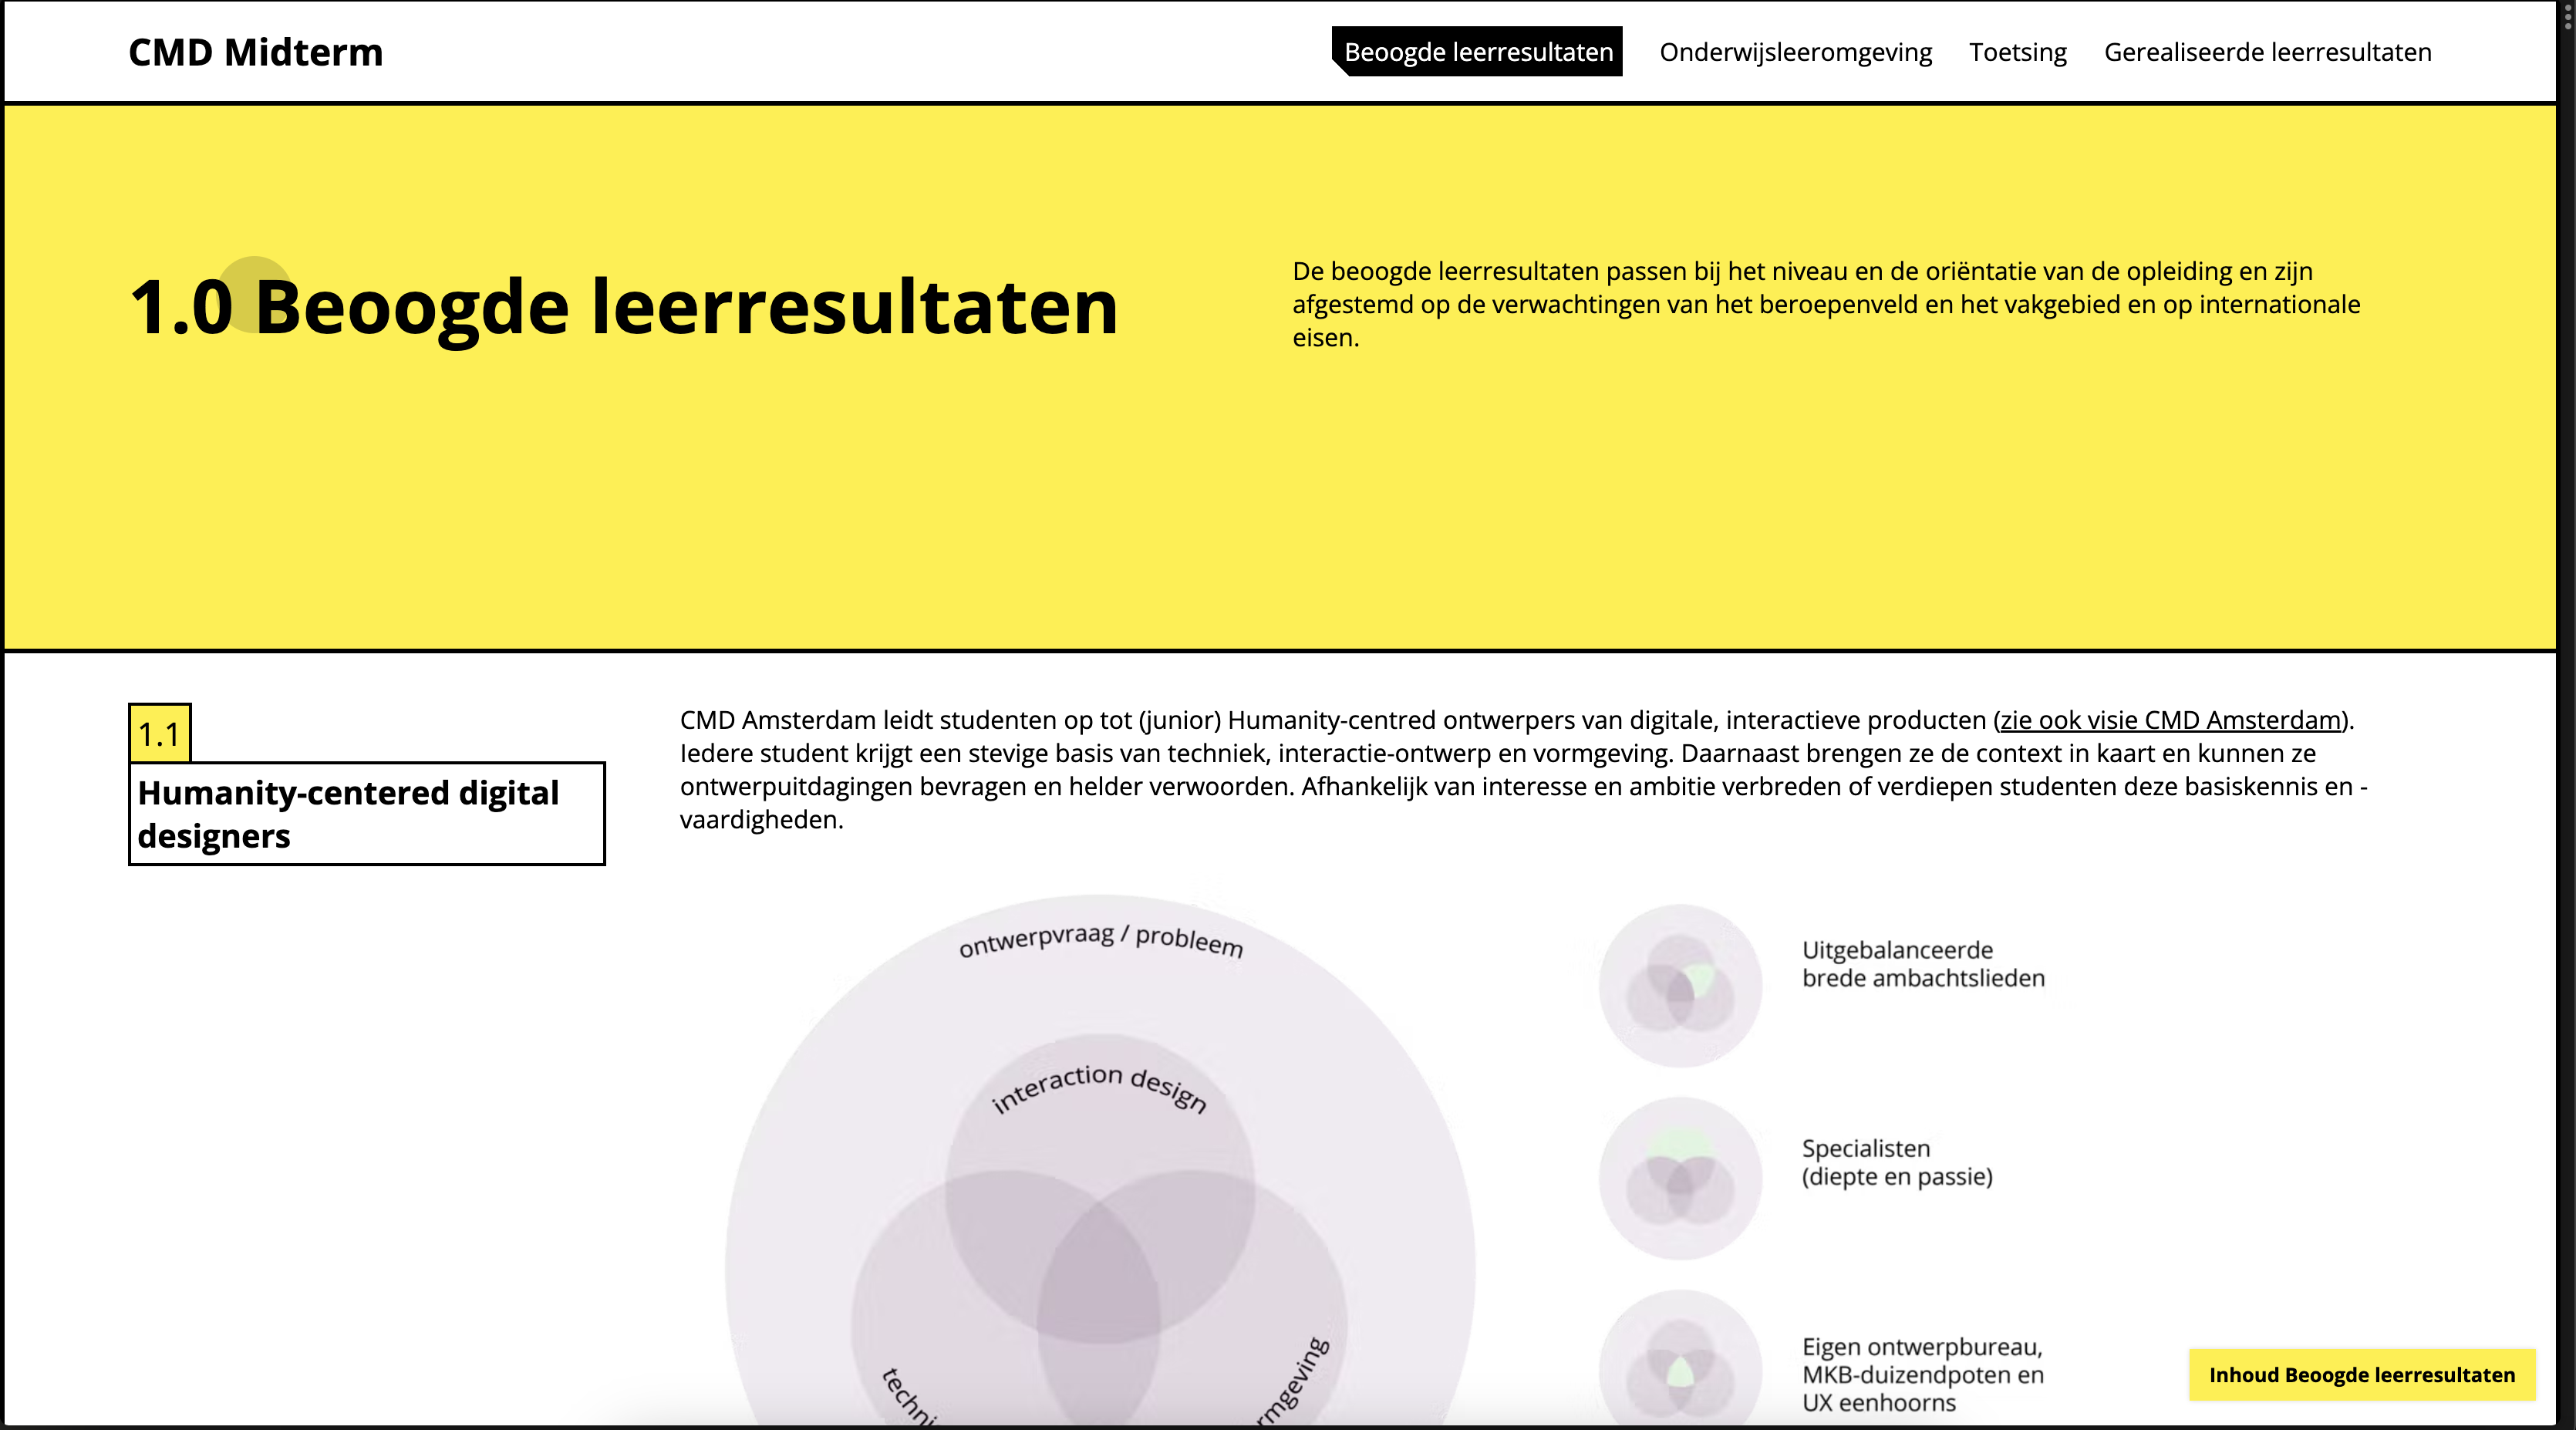 CMD Midterm
Beoogde leerresultaten
Onderwijsleeromgeving
Toetsing
Gerealiseerde leerresultaten
1.0 Beoogde leerresultaten
De beoogde leerresultaten passen bij het niveau en de oriëntatie van de opleiding en zijn
afgestemd op de verwachtingen van het beroepenveld en het vakgebied en op internationale
eisen.
1.1
Humanity-centered digital
designers
CMD Amsterdam leidt studenten op tot (junior) Humanity-centred ontwerpers van digitale, interactieve producten (zie ook visie CMD Amsterdam).
Iedere student krijgt een stevige basis van techniek, interactie-ontwerp en vormgeving. Daarnaast brengen ze de context in kaart en kunnen ze
ontwerpuitdagingen bevragen en helder verwoorden. Afhankelijk van interesse en ambitie verbreden of verdiepen studenten deze basiskennis en -
vaardigheden.
ontwerpvraag / probleem
interaction design
Uitgebalanceerde
brede ambachtslieden
Specialisten
(diepte en passie)
Eigen ontwerpbureau,
MKB-duizendpoten en
UX eenhoorns
Inhoud Beoogde leerresultaten